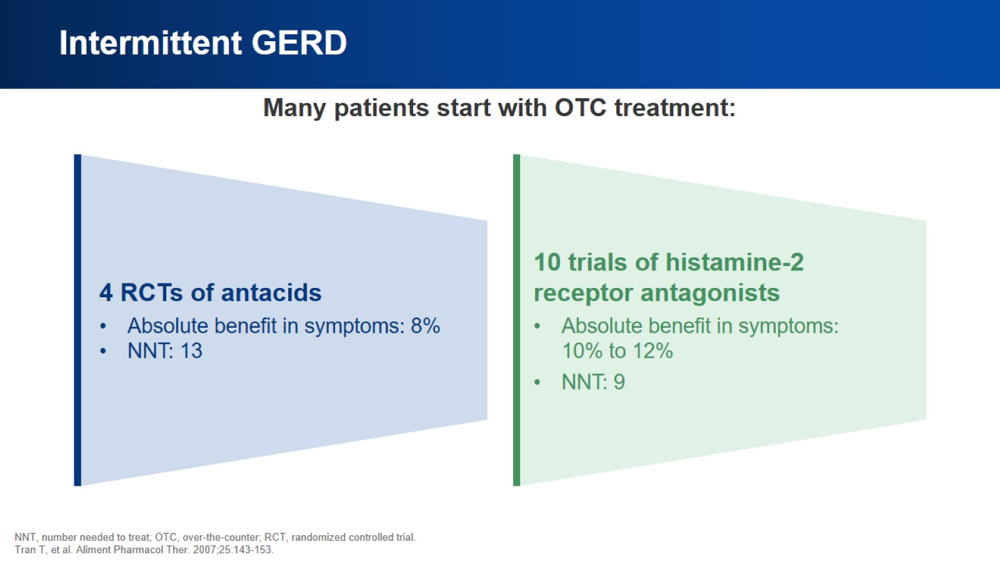 Intermittent GERD
Many patients start with OTC treatment:
4 RCTs of antacids
• Absolute benefit in symptoms: 8%
• NNT: 13
10 trials of histamine-2
receptor antagonists
• Absolute benefit in symptoms:
10% to 12%
• NNT: 9
NNT, number needed to treat; OTC, over-the-counter; RCT, randomized controlled trial.
Tran T, et al. Aliment Pharmacol Ther. 2007;25:143-153.